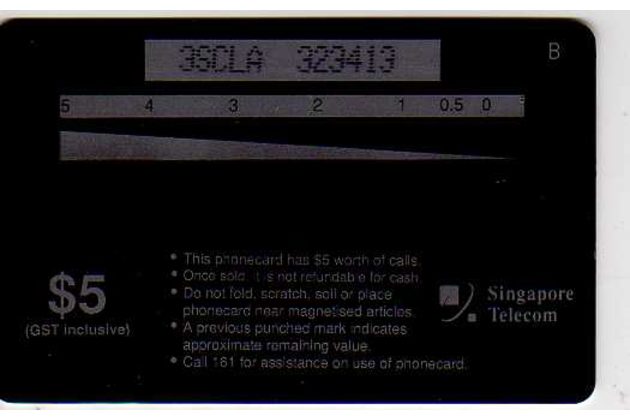 3SCLA 323413
B
5 4 3 2 1 0.5 0
• This phonecard has $5 worth of calls.
• Once sold, it is not refundable for cash.
• Do not fold, scratch, soil or place
phonecard near magnetised articles.
• A previous punched mark indicates
approximate remaining value.
• Call 161 for assistance on use of phonecard.
$5
(GST inclusive)
Singapore
Telecom